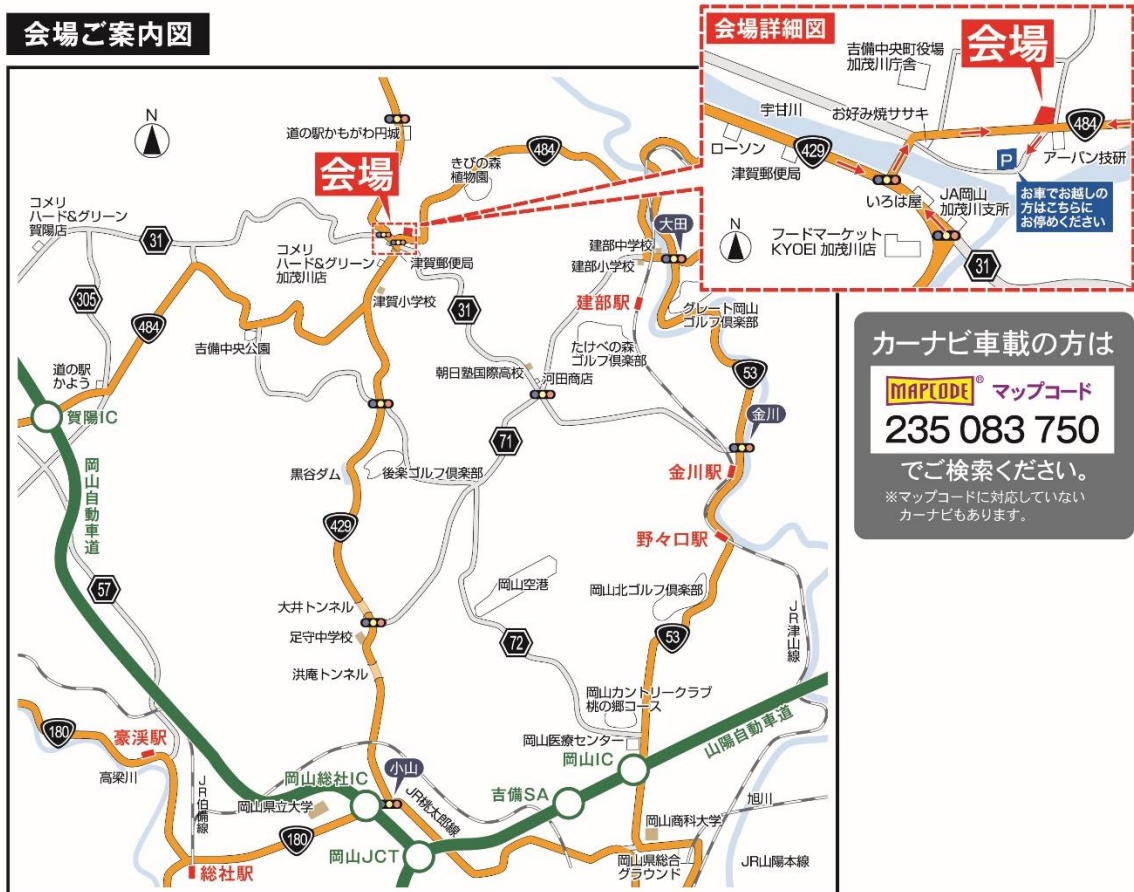 会場ご案内図
会場詳細図
吉備中央町役場
加茂川庁舎
会場
宇甘川
お好み焼ササキ
484
ローソン
429
津賀郵便局
P
アーバン技研
お車でお越しの
方はこちらに
お停めください
いろは屋
JA岡山
加茂川支所
フードマーケット
KYOEI 加茂川店
N
31
N
道の駅かもがわ円城
484
会場
きびの森
植物園
コメリ
ハード&グリーン
賀陽店
31
コメリ
ハード&グリーン
加茂川店
津賀郵便局
大田
建部中学校
建部小学校
305
津賀小学校
31
建部駅
グレート岡山
ゴルフ倶楽部
484
吉備中央公園
たけべの森
ゴルフ倶楽部
道の駅
かよう
朝日塾国際高校
河田商店
53
賀陽IC
金川
71
岡山自動車道
黒谷ダム
後楽ゴルフ倶楽部
金川駅
429
野々口駅
57
岡山空港
岡山北ゴルフ倶楽部
大井トンネル
足守中学校
72
53
JR津山線
洪庵トンネル
岡山カントリークラブ
桃の郷コース
180
豪渓駅
岡山医療センター
山陽自動車道
高梁川
岡山総社IC
小山
岡山IC
JR伯備線
岡山県立大学
JR桃太郎線
吉備SA
旭川
180
岡山商科大学
総社駅
岡山JCT
岡山県総合
グラウンド
JR山陽本線
カーナビ車載の方は
MAPCODE® マップコード
235 083 750
でご検索ください。
※マップコードに対応していない
カーナビもあります。